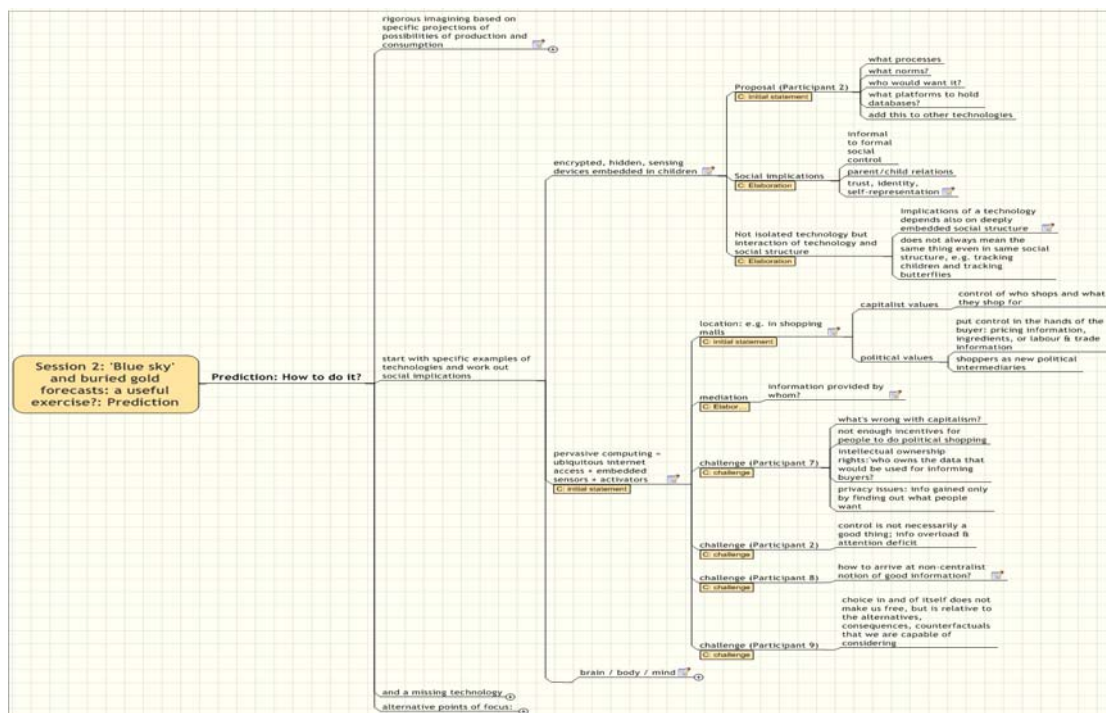 rigorous imagining based on
specific projections of
possibilities of production and
consumption
what processes
what norms?
who would want it?
what platforms to hold
databases?
add this to other technologies
Proposal (Participant 2)
C: initial statement
encrypted, hidden, sensing
devices embedded in children
informal
to formal
social
control
parent/child relations
trust, identity,
self-representation
Social implications
C: Elaboration
Not isolated technology but
interaction of technology and
social structure
C: Elaboration
Implications of a technology
depends also on deeply
embedded social structure
does not always mean the
same thing even in same social
structure, e.g. tracking
children and tracking
butterflies
Session 2: 'Blue sky'
and buried gold
forecasts: a useful
exercise?: Prediction
Prediction: How to do it?
start with specific examples of
technologies and work out
social implications
location: e.g. in shopping
malls
C: initial statement
capitalist values
control of who shops and what
they shop for
political values
put control in the hands of the
buyer: pricing information,
ingredients, or labour & trade
information
shoppers as new political
intermediaries
mediation
C: Elabor...
information provided by
whom?
pervasive computing =
ubiquitous internet
access + embedded
sensors + activators
C: initial statement
challenge (Participant 7)
C: challenge
what's wrong with capitalism?
not enough incentives for
people to do political shopping
intellectual ownership
rights: who owns the data that
would be used for informing
buyers?
privacy issues: info gained only
by finding out what people
want
challenge (Participant 2)
C: challenge
control is not necessarily a
good thing; info overload &
attention deficit
challenge (Participant 8)
C: challenge
how to arrive at non-centralist
notion of good information?
challenge (Participant 9)
C: challenge
choice in and of itself does not
make us free, but is relative to
the alternatives,
consequences, counterfactuals
that we are capable of
considering
brain / body / mind
and a missing technology
alternative points of focus: